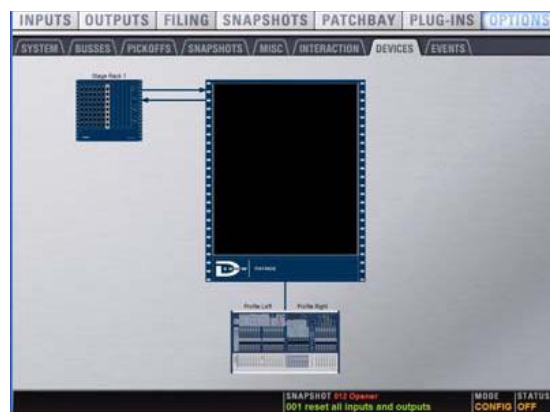 INPUTS OUTPUTS FILING SNAPSHOTS PATCHBAY PLUG-INS OPTIONS
SYSTEM BUSSES PICKOFFS SNAPSHOTS MISC INTERACTION DEVICES EVENTS
Stage Rack 1
Profile Left Profile Right
SNAPSHOT 012 Opener MODE STATUS
001 reset all inputs and outputs CONFIG OFF